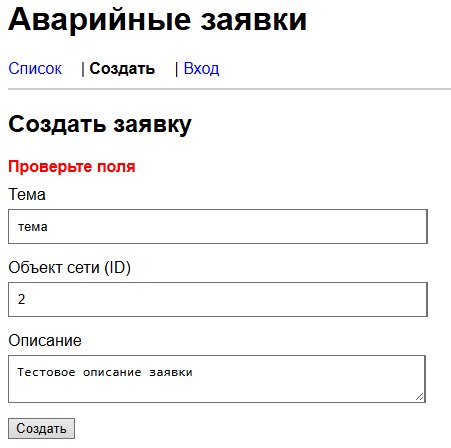 Аварийные заявки
Список | Создать | Вход
Создать заявку
Проверьте поля
Тема
тема
Объект сети (ID)
2
Описание
Тестовое описание заявки
Создать